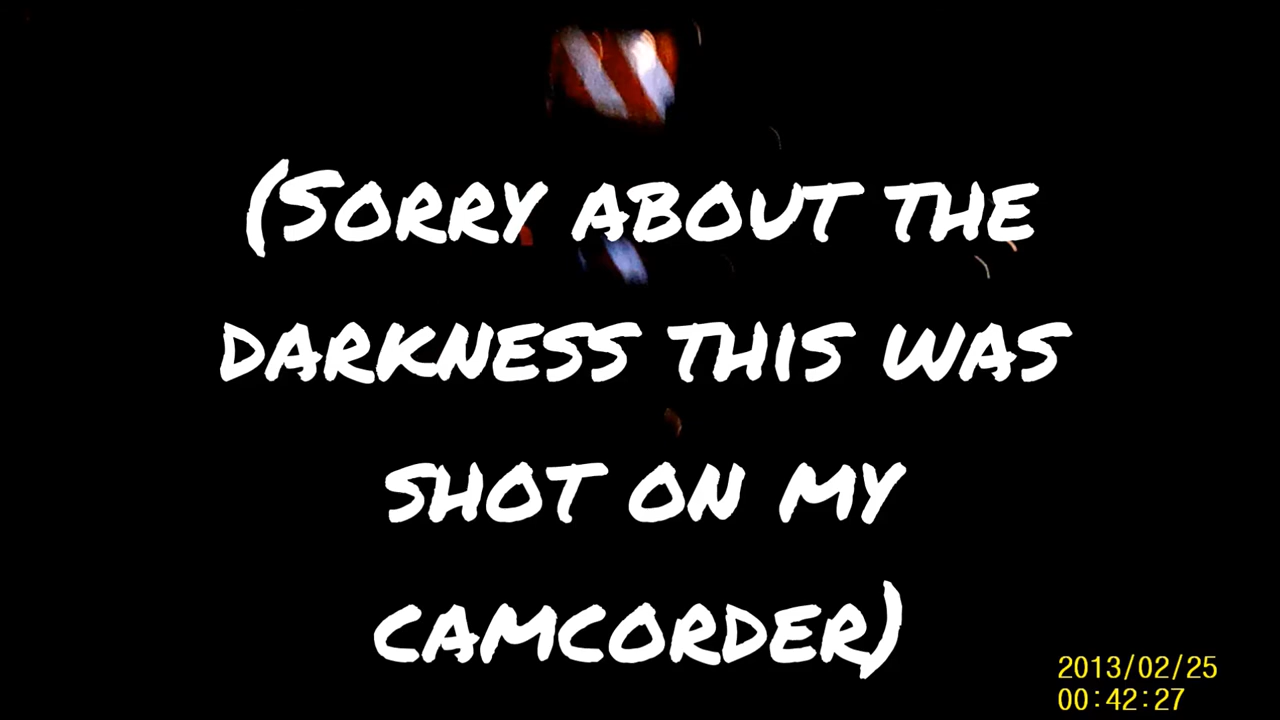 (Sorry about the
darkness this was
shot on my
camcorder)
2013/02/25
00:42:27